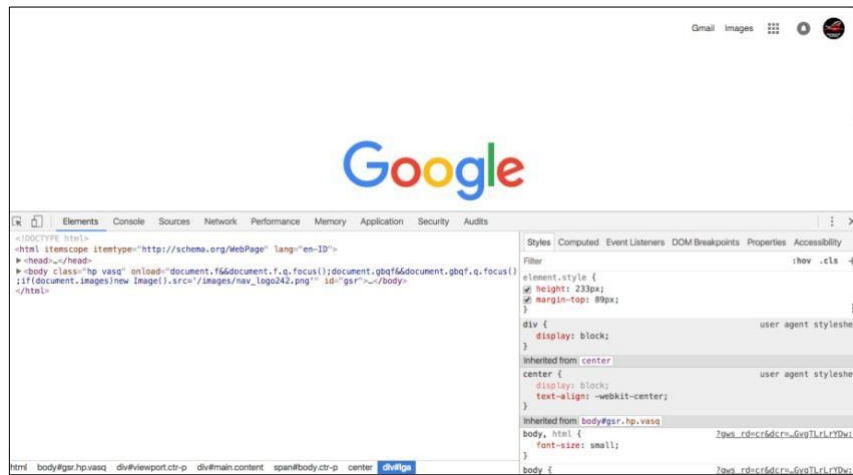 Gmail Images
Google
Elements Console Sources Network Performance Memory Application Security Audits
<!DOCTYPE html>
<html itemscope itemtype="http://schema.org/WebPage" lang="en-ID">
▶ <head>…</head>
▶ <body class="hp vasq" onload="document.f&&document.f.q.focus();document.gbqf&&document.gbqf.q.focus()
;if(document.images)new Image().src='/images/nav_logo242.png'" id="gsr">…</body>
</html>
html body#gsr.hp.vasq div#viewport.ctr-p div#main.content span#body.ctr-p center div#lga
Styles Computed Event Listeners DOM Breakpoints Properties Accessibility
Filter :hov .cls
element.style {
height: 233px;
margin-top: 89px;
}
div { user agent styleshe
display: block;
}
Inherited from center
center { user agent styleshe
display: block;
text-align: -webkit-center;
}
Inherited from body#gsr.hp.vasq
body, html {
font-size: small;
}
body {